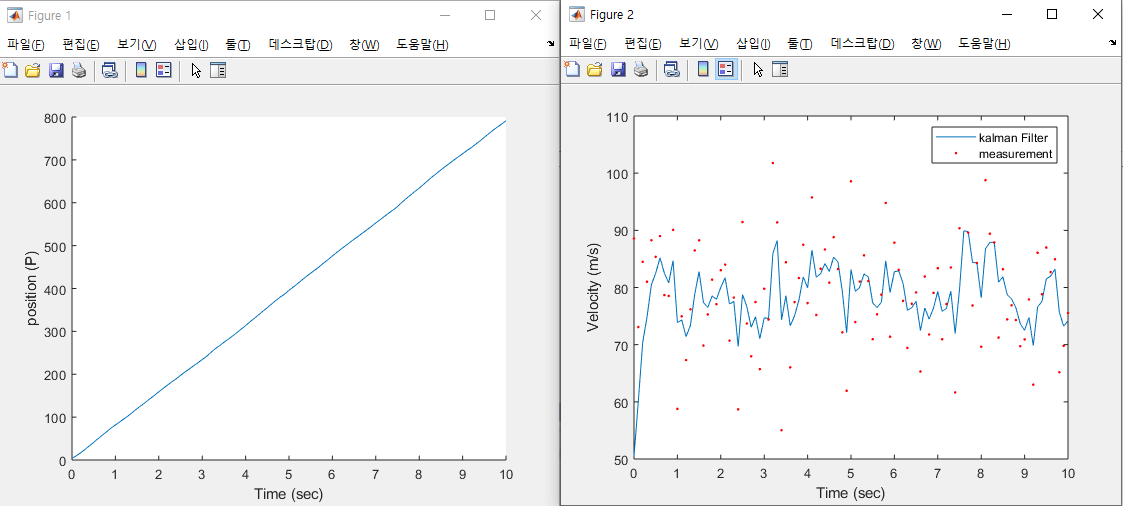 Figure 1
파일(F) 편집(E) 보기(V) 삽입(I) 툴(T) 데스크탑(D) 창(W) 도움말(H)
800
700
600
500
400
300
200
100
0
position (P)
0 1 2 3 4 5 6 7 8 9 10
Time (sec)
Figure 2
파일(F) 편집(E) 보기(V) 삽입(I) 툴(T) 데스크탑(D) 창(W) 도움말(H)
110
100
90
80
70
60
50
Velocity (m/s)
kalman Filter
measurement
0 1 2 3 4 5 6 7 8 9 10
Time (sec)